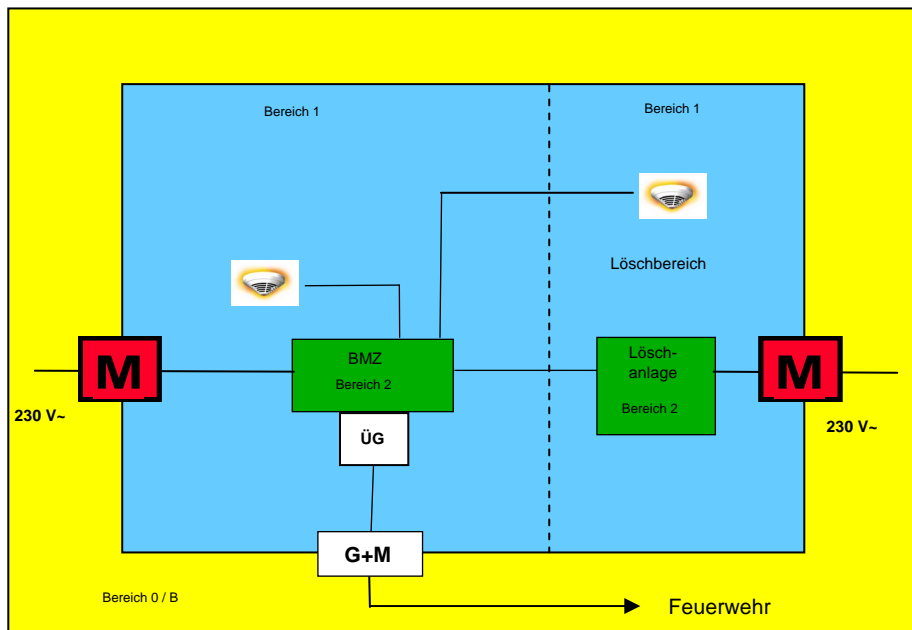 Bereich 1
Bereich 1
Löschbereich
M
BMZ
Bereich 2
Lösch-
anlage
Bereich 2
M
230 V~
230 V~
ÜG
G+M
Bereich 0 / B
Feuerwehr